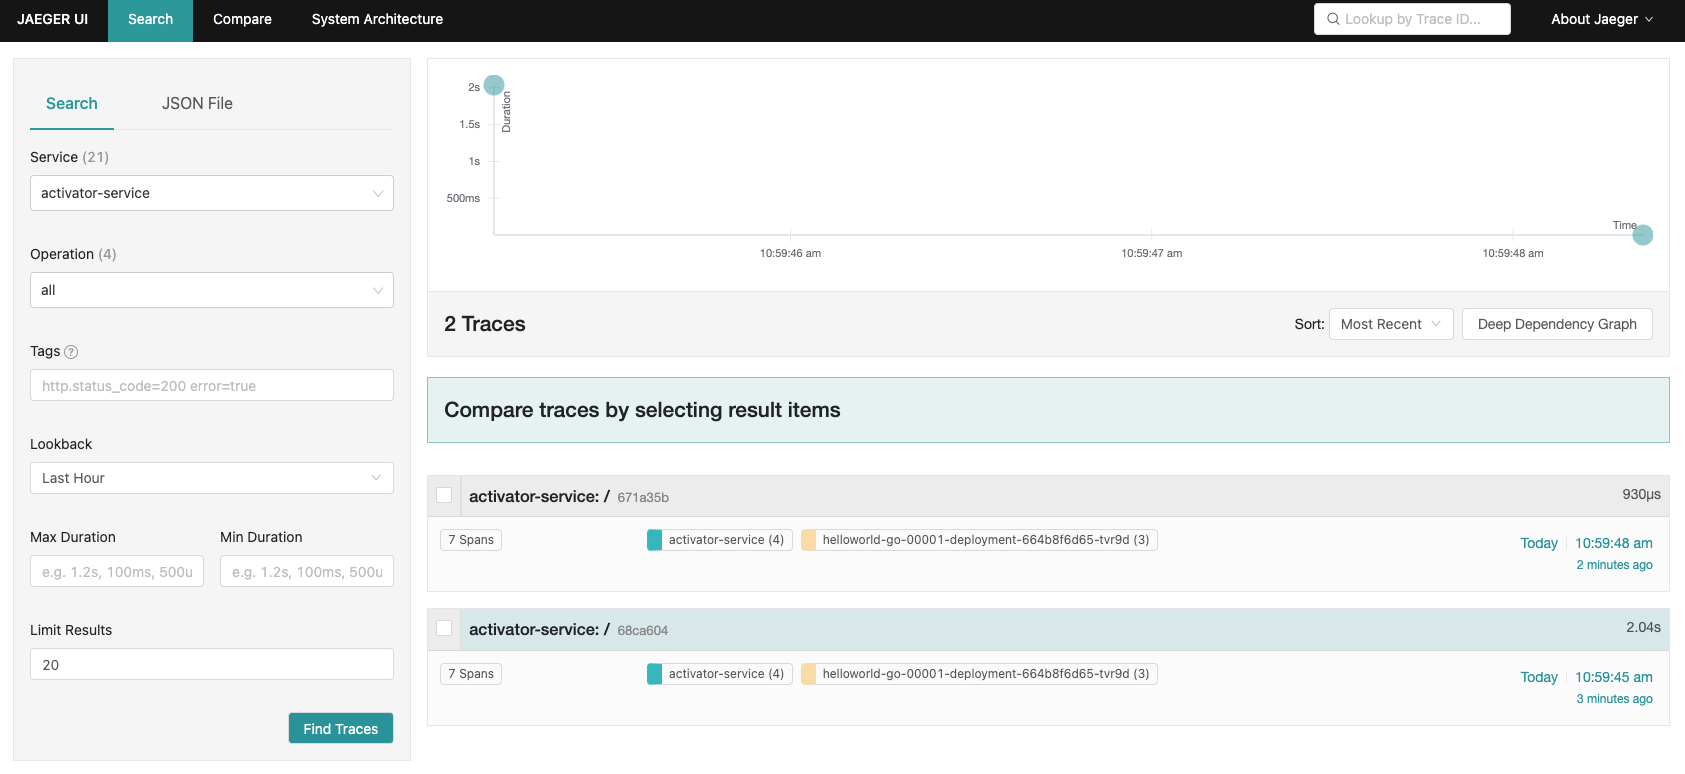 JAEGER UI Search Compare System Architecture Lookup by Trace ID... About Jaeger
Search JSON File
Service (21)
activator-service
Operation (4)
all
Tags ?
http.status_code=200 error=true
Lookback
Last Hour
Max Duration Min Duration
e.g. 1.2s, 100ms, 500u e.g. 1.2s, 100ms, 500u
Limit Results
20
Find Traces
2s
Duration
1.5s
1s
500ms
Time
10:59:46 am 10:59:47 am 10:59:48 am
2 Traces Sort: Most Recent Deep Dependency Graph
Compare traces by selecting result items
activator-service: / 671a35b 930μs
7 Spans activator-service (4) helloworld-go-00001-deployment-664b8f6d65-tvr9d (3) Today 10:59:48 am
2 minutes ago
activator-service: / 68ca604 2.04s
7 Spans activator-service (4) helloworld-go-00001-deployment-664b8f6d65-tvr9d (3) Today 10:59:45 am
3 minutes ago